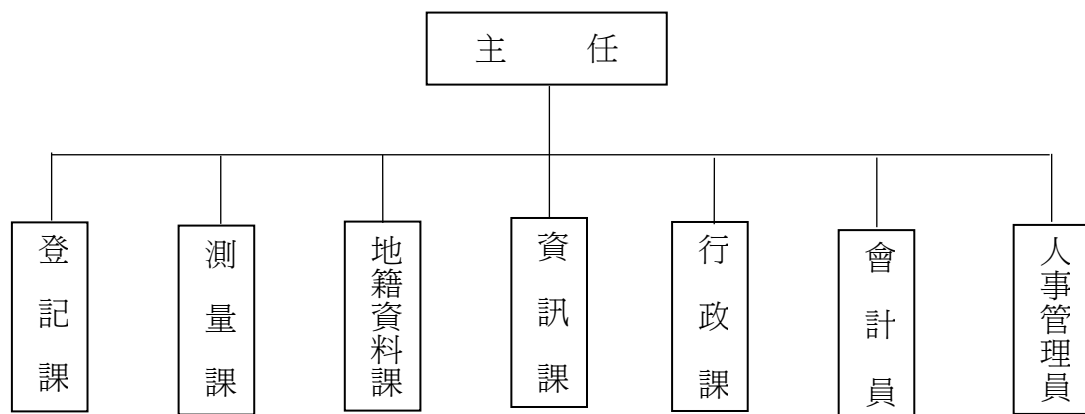 主任
登記課
測量課
地籍資料課
資訊課
行政課
會計員
人事管理員